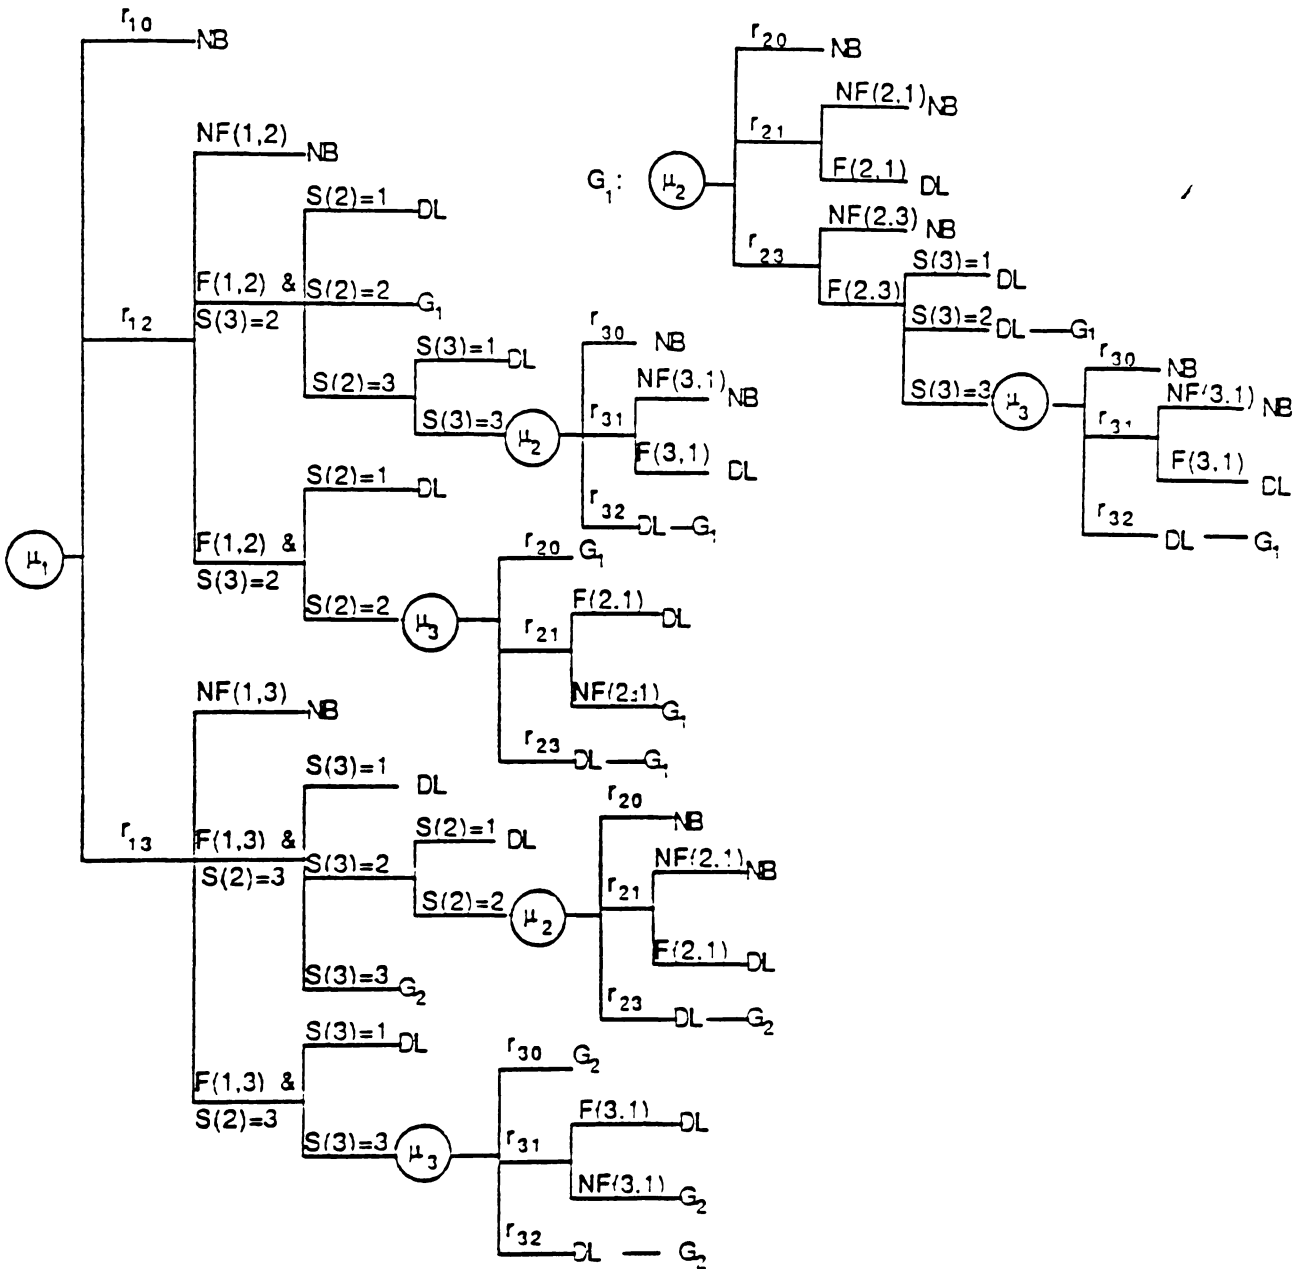 r10
NB
NF(1,2)
NB
S(2)=1
DL
r12
F(1,2) &
S(3)=2
S(2)=2
G1
S(2)=3
S(3)=1
DL
S(3)=3
μ2
r30
NB
r31
NF(3.1)
NB
F(3,1)
DL
r32
DL
G1
F(1,2) &
S(3)=2
S(2)=1
DL
S(2)=2
μ3
r20
G1
r21
F(2.1)
DL
NF(2:1)
G1
r23
DL
G1
μ1
r13
NF(1,3)
NB
F(1,3) &
S(2)=3
S(3)=1
DL
S(3)=2
S(2)=1
DL
S(2)=2
μ2
r20
NB
r21
NF(2.1)
NB
F(2.1)
DL
r23
DL
G2
S(3)=3
G2
F(1,3) &
S(2)=3
S(3)=1
DL
S(3)=3
μ3
r30
G2
r31
F(3.1)
DL
NF(3.1)
G2
r32
DL
G2
G1:
μ2
r20
NB
r21
NF(2.1)
NB
F(2,1)
DL
r23
NF(2.3)
NB
F(2.3)
S(3)=1
DL
S(3)=2
DL
G1
S(3)=3
μ3
r30
NB
r31
NF(3.1)
NB
F(3.1)
DL
r32
DL
G1